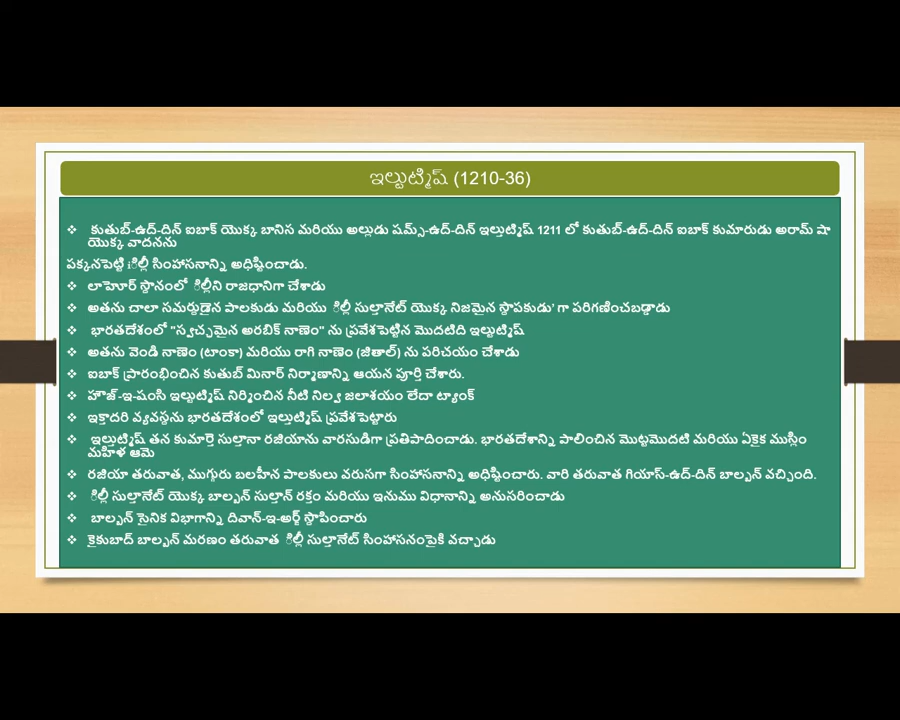 ఇల్టుట్మిష్ (1210-36)
❖ కుతుబ్-ఉద్-దిన్ ఐబాక్ యొక్క బానిస మరియు అల్లుడు షమ్స్-ఉద్-దిన్ ఇల్తుట్మిష్ 1211 లో కుతుబ్-ఉద్-దిన్ ఐబాక్ కుమారుడు అరామ్ షా
యొక్క వాదనను
పక్కనపెట్టి iిల్లీ సింహాసనాన్ని అధిష్టించాడు.
❖ లాహోర్ స్థానంలో ిల్లీని రాజధానిగా చేశాడు
❖ అతను చాలా సమర్థుడైన పాలకుడు మరియు ిల్లీ సుల్తానేట్ యొక్క నిజమైన స్థాపకుడు' గా పరిగణించబడ్డాడు
❖ భారతదేశంలో "స్వచ్ఛమైన అరబిక్ నాణెం" ను ప్రవేశపెట్టిన మొదటిది ఇల్టుట్మిష్
❖ అతను వెండి నాణెం (టాంకా) మరియు రాగి నాణెం (జితాల్) ను పరిచయం చేశాడు
❖ ఐబాక్ ప్రారంభించిన కుతుబ్ మినార్ నిర్మాణాన్ని ఆయన పూర్తి చేశారు.
❖ హౌజ్-ఇ-షంసి ఇల్టుట్మిష్ నిర్మించిన నీటి నిల్వ జలాశయం లేదా ట్యాంక్
❖ ఇక్తాదరి వ్యవస్థను భారతదేశంలో ఇల్తుట్మిష్ ప్రవేశపెట్టారు
❖ ఇల్టుట్మిష్ తన కుమార్తె సుల్తానా రజియాను వారసుడిగా ప్రతిపాదించాడు. భారతదేశాన్ని పాలించిన మొట్టమొదటి మరియు ఏకైక ముస్లిం
మహిళ ఆమె
❖ రజియా తరువాత, ముగ్గురు బలహీన పాలకులు వరుసగా సింహాసనాన్ని అధిష్టించారు. వారి తరువాత గియాస్-ఉద్-దిన్ బాల్బన్ వచ్చింది.
❖ ిల్లీ సుల్తానేట్ యొక్క బాల్బన్ సుల్తాన్ రక్తం మరియు ఇనుము విధానాన్ని అనుసరించాడు
❖ బాల్బన్ సైనిక విభాగాన్ని దివాన్-ఇ-అర్జ్ స్థాపించారు
❖ కైకుబాద్ బాల్బన్ మరణం తరువాత ిల్లీ సుల్తానేట్ సింహాసనంపైకి వచ్చాడు